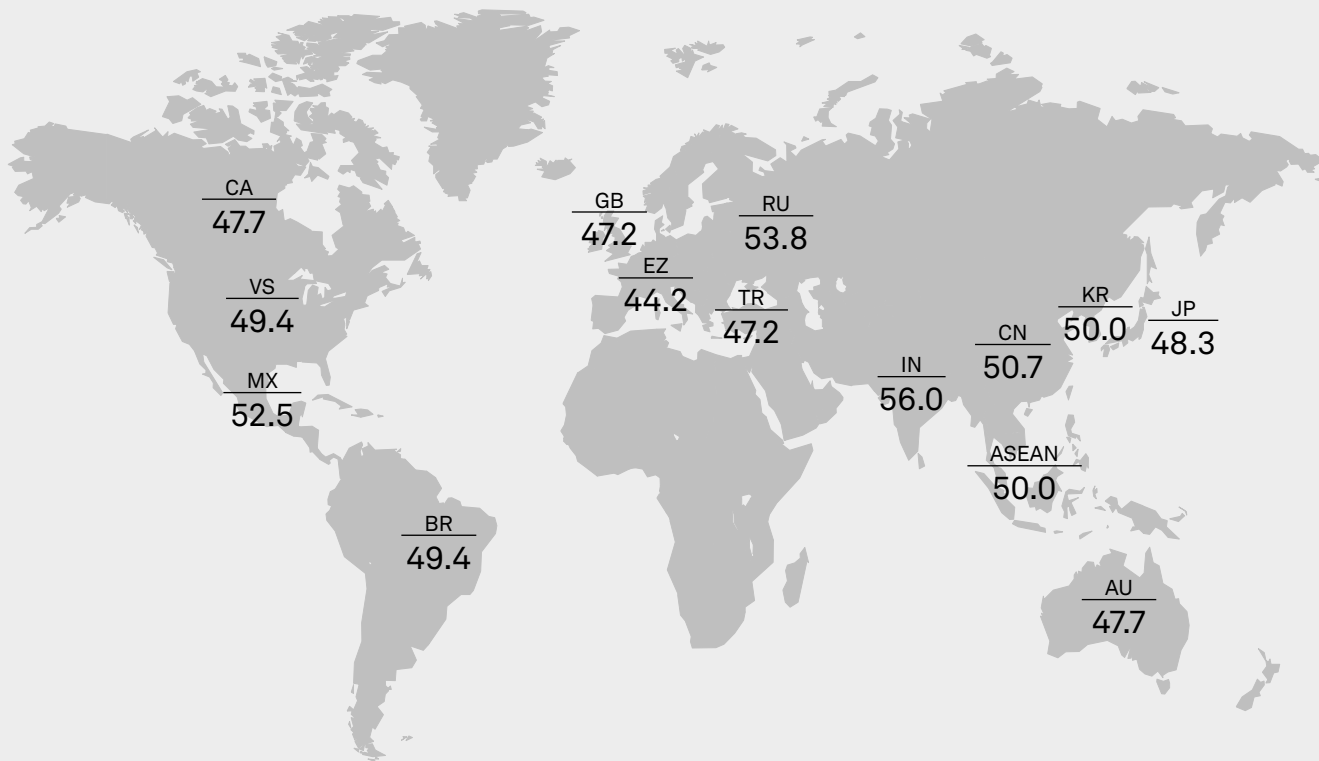 CA
47.7
GB
47.2
RU
53.8
EZ
44.2
VS
49.4
TR
47.2
KR
50.0
JP
48.3
CN
50.7
IN
56.0
MX
52.5
ASEAN
50.0
BR
49.4
AU
47.7